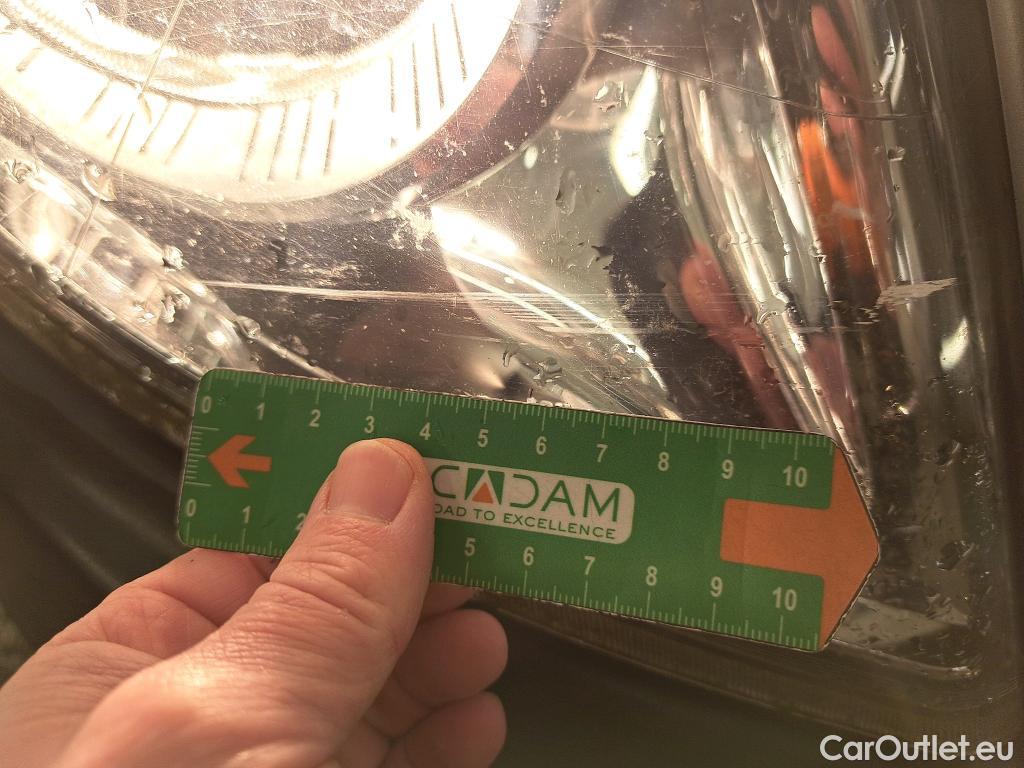 0 1 2 3 4 5 6 7 8 9 10
CADAM
OAD TO EXCELLENCE
0 1 2 5 6 7 8 9 10
CarOutlet.eu